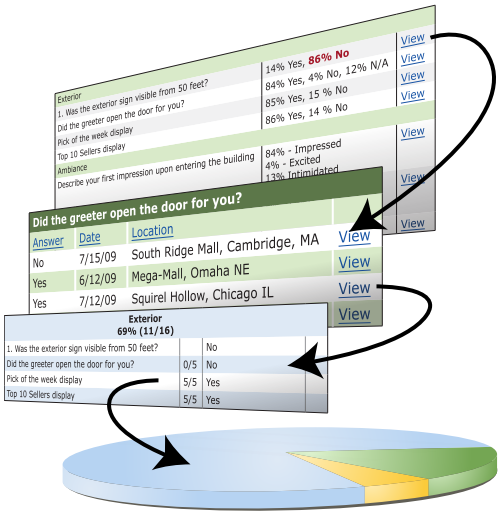 Exterior
1. Was the exterior sign visible from 50 feet? 14% Yes, 86% No View
Did the greeter open the door for you? 84% Yes, 4% No, 12% N/A View
Pick of the week display 85% Yes, 15 % No View
Top 10 Sellers display 86% Yes, 14 % No View
Ambiance
Describe your first impression upon entering the building 84% - Impressed View
4% - Excited
13% Intimidated
View
View
Did the greeter open the door for you?
Answer Date Location
No 7/15/09 South Ridge Mall, Cambridge, MA View
Yes 6/12/09 Mega-Mall, Omaha NE View
Yes 7/12/09 Squirel Hollow, Chicago IL View
View
Exterior
69% (11/16)
1. Was the exterior sign visible from 50 feet? No
Did the greeter open the door for you? 0/5 No
Pick of the week display 5/5 Yes
Top 10 Sellers display 5/5 Yes